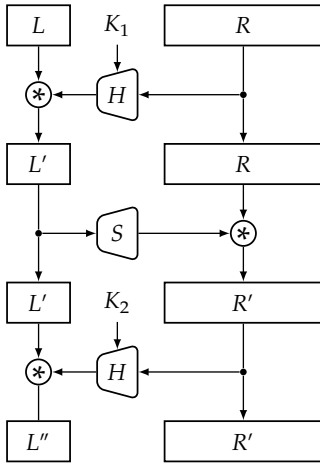 L K₁ R
* H
L′ R
S *
L′ K₂ R′
* H
L″ R′